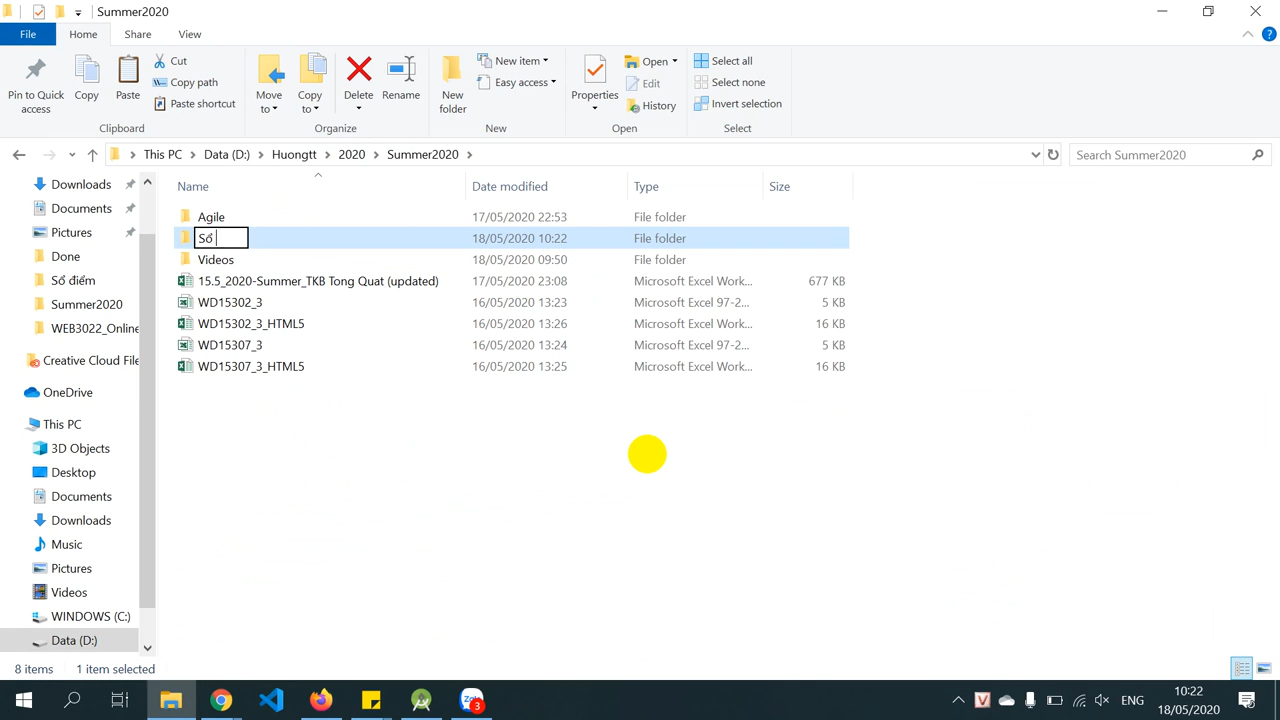 Summer2020
File Home Share View
Pin to Quick access
Copy
Paste
Cut
Copy path
Paste shortcut
Clipboard
Move to
Copy to
Delete
Rename
Organize
New folder
New item
Easy access
New
Properties
Open
Edit
History
Open
Select all
Select none
Invert selection
Select
This PC > Data (D:) > Huongtt > 2020 > Summer2020 >
Search Summer2020
Downloads
Documents
Pictures
Done
Sổ điểm
Summer2020
WEB3022_Online
Creative Cloud File
OneDrive
This PC
3D Objects
Desktop
Documents
Downloads
Music
Pictures
Videos
WINDOWS (C:)
Data (D:)
Name Date modified Type Size
Agile 17/05/2020 22:53 File folder
Sổ 18/05/2020 10:22 File folder
Videos 18/05/2020 09:50 File folder
15.5_2020-Summer_TKB Tong Quat (updated) 17/05/2020 23:08 Microsoft Excel Work... 677 KB
WD15302_3 16/05/2020 13:23 Microsoft Excel 97-2... 5 KB
WD15302_3_HTML5 16/05/2020 13:26 Microsoft Excel Work... 16 KB
WD15307_3 16/05/2020 13:24 Microsoft Excel 97-2... 5 KB
WD15307_3_HTML5 16/05/2020 13:25 Microsoft Excel Work... 16 KB
8 items 1 item selected
Zalo
3
V
ENG
10:22
18/05/2020